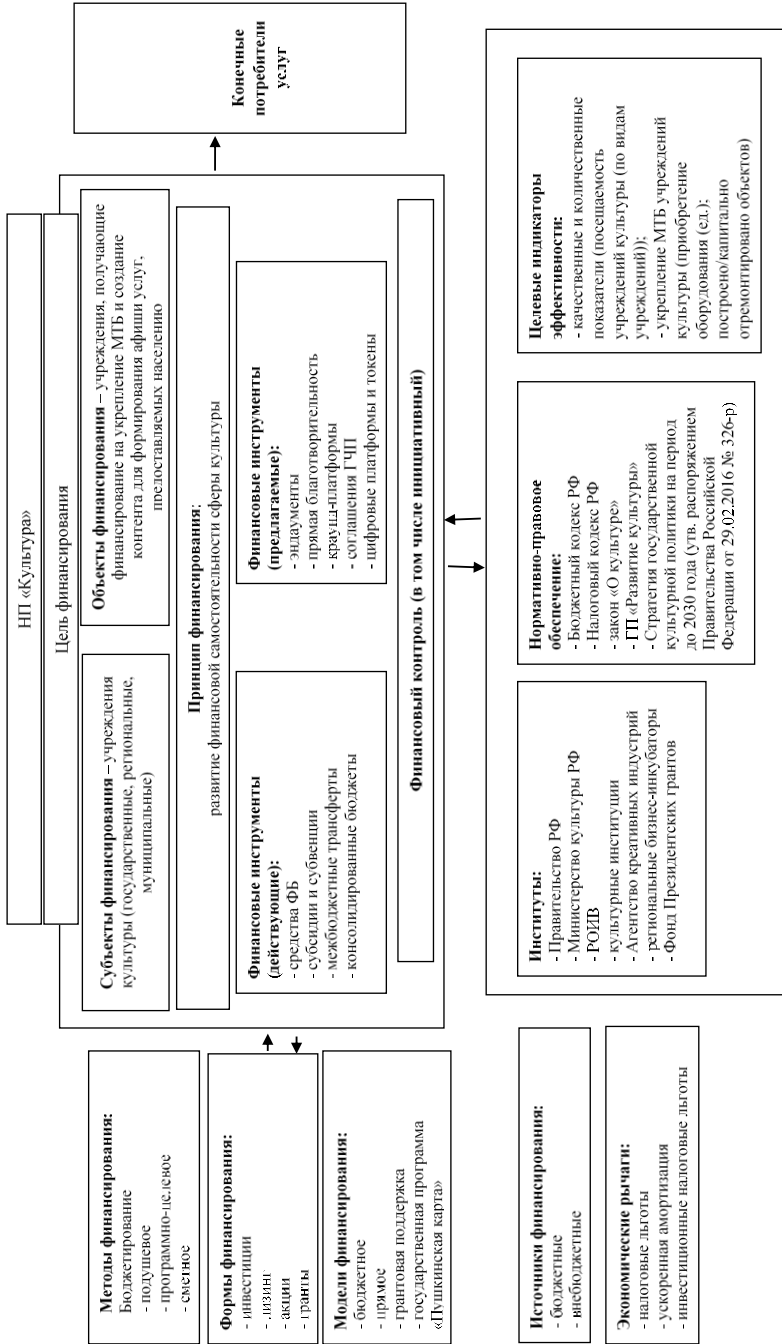 НП «Культура»
Цель финансирования
Субъекты финансирования – учреждения
культуры (государственные, региональные,
муниципальные)
Объекты финансирования – учреждения, получающие
финансирование на укрепление МТБ и создание
контента для формирования афиши услуг,
предоставляемых населению
Принцип финансирования:
развитие финансовой самостоятельности сферы культуры
Финансовые инструменты
(действующие):
- средства ФБ
- субсидии и субвенции
- межбюджетные трансферты
- консолидированные бюджеты
Финансовые инструменты
(предлагаемые):
- эндаументы
- прямая благотворительность
- крауд-платформы
- соглашения ГЧП
- цифровые платформы и токены
Финансовый контроль (в том числе инициативный)
Конечные
потребители
услуг
Методы финансирования:
Бюджетирование
- подушевое
- программно-целевое
- сметное
Формы финансирования:
- инвестиции
- лизинг
- акции
- гранты
Модели финансирования:
- бюджетное
- прямое
- грантовая поддержка
- государственная программа
«Пушкинская карта»
Источники финансирования:
- бюджетные
- внебюджетные
Экономические рычаги:
- налоговые льготы
- ускоренная амортизация
- инвестиционные налоговые льготы
Институты:
- Правительство РФ
- Министерство культуры РФ
- РОИВ
- культурные институции
- Агентство креативных индустрий
- региональные бизнес-инкубаторы
- Фонд Президентских грантов
Нормативно-правовое
обеспечение:
- Бюджетный кодекс РФ
- Налоговый кодекс РФ
- закон «О культуре»
- ГП «Развитие культуры»
- Стратегия государственной
культурной политики на период
до 2030 года (утв. распоряжением
Правительства Российской
Федерации от 29.02.2016 № 326-р)
Целевые индикаторы
эффективности:
- качественные и количественные
показатели (посещаемость
учреждений культуры (по видам
учреждений));
- укрепление МТБ учреждений
культуры (приобретение
оборудования (ед.);
построено/капитально
отремонтировано объектов)